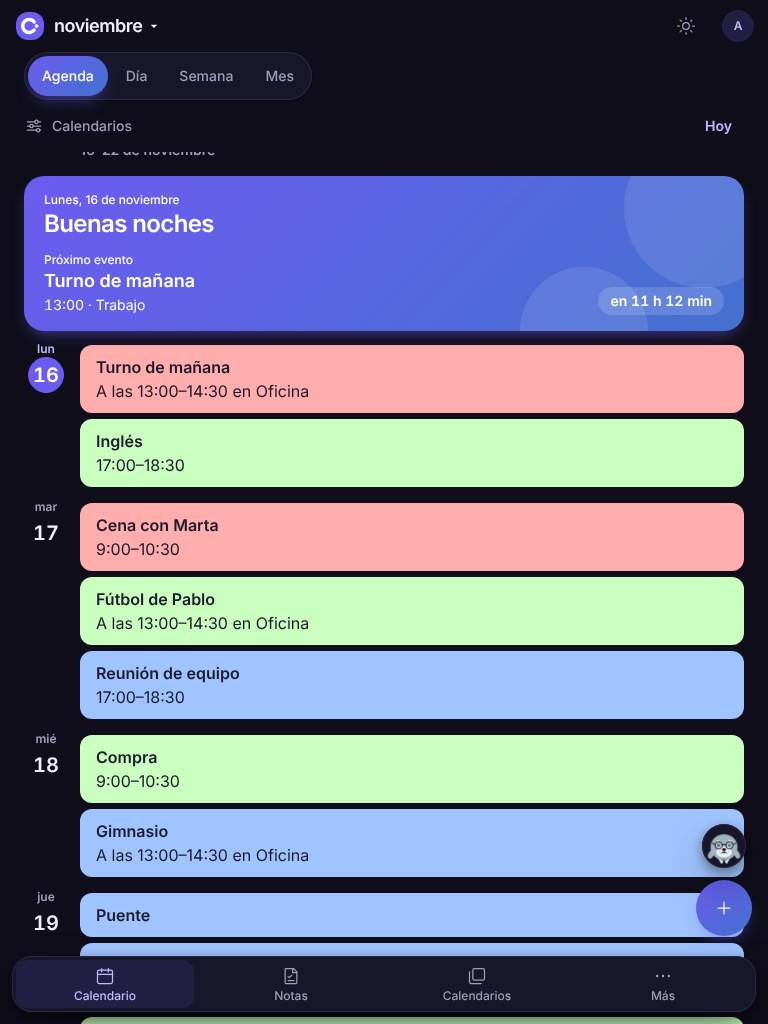 noviembre
A
Agenda
Día
Semana
Mes
Calendarios
Hoy
Lunes, 16 de noviembre
Buenas noches
Próximo evento
Turno de mañana
13:00 · Trabajo
en 11 h 12 min
lun
16
Turno de mañana
A las 13:00–14:30 en Oficina
Inglés
17:00–18:30
mar
17
Cena con Marta
9:00–10:30
Fútbol de Pablo
A las 13:00–14:30 en Oficina
Reunión de equipo
17:00–18:30
mié
18
Compra
9:00–10:30
Gimnasio
A las 13:00–14:30 en Oficina
jue
19
Puente
Calendario
Notas
Calendarios
Más